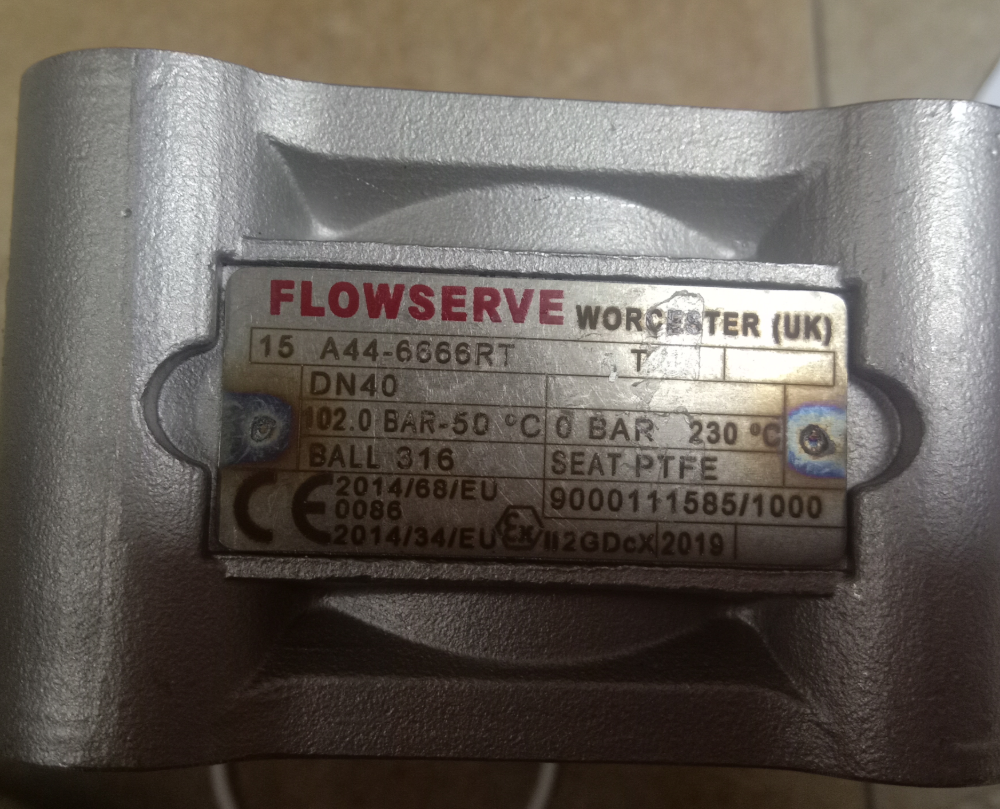 FLOWSERVE WORCESTER (UK)
15 A44-6666RT T
DN40
102.0 BAR-50 °C 0 BAR 230 °C
BALL 316 SEAT PTFE
CE 2014/68/EU 9000111585/1000
0086
2014/34/EU Ex II2GDcX 2019